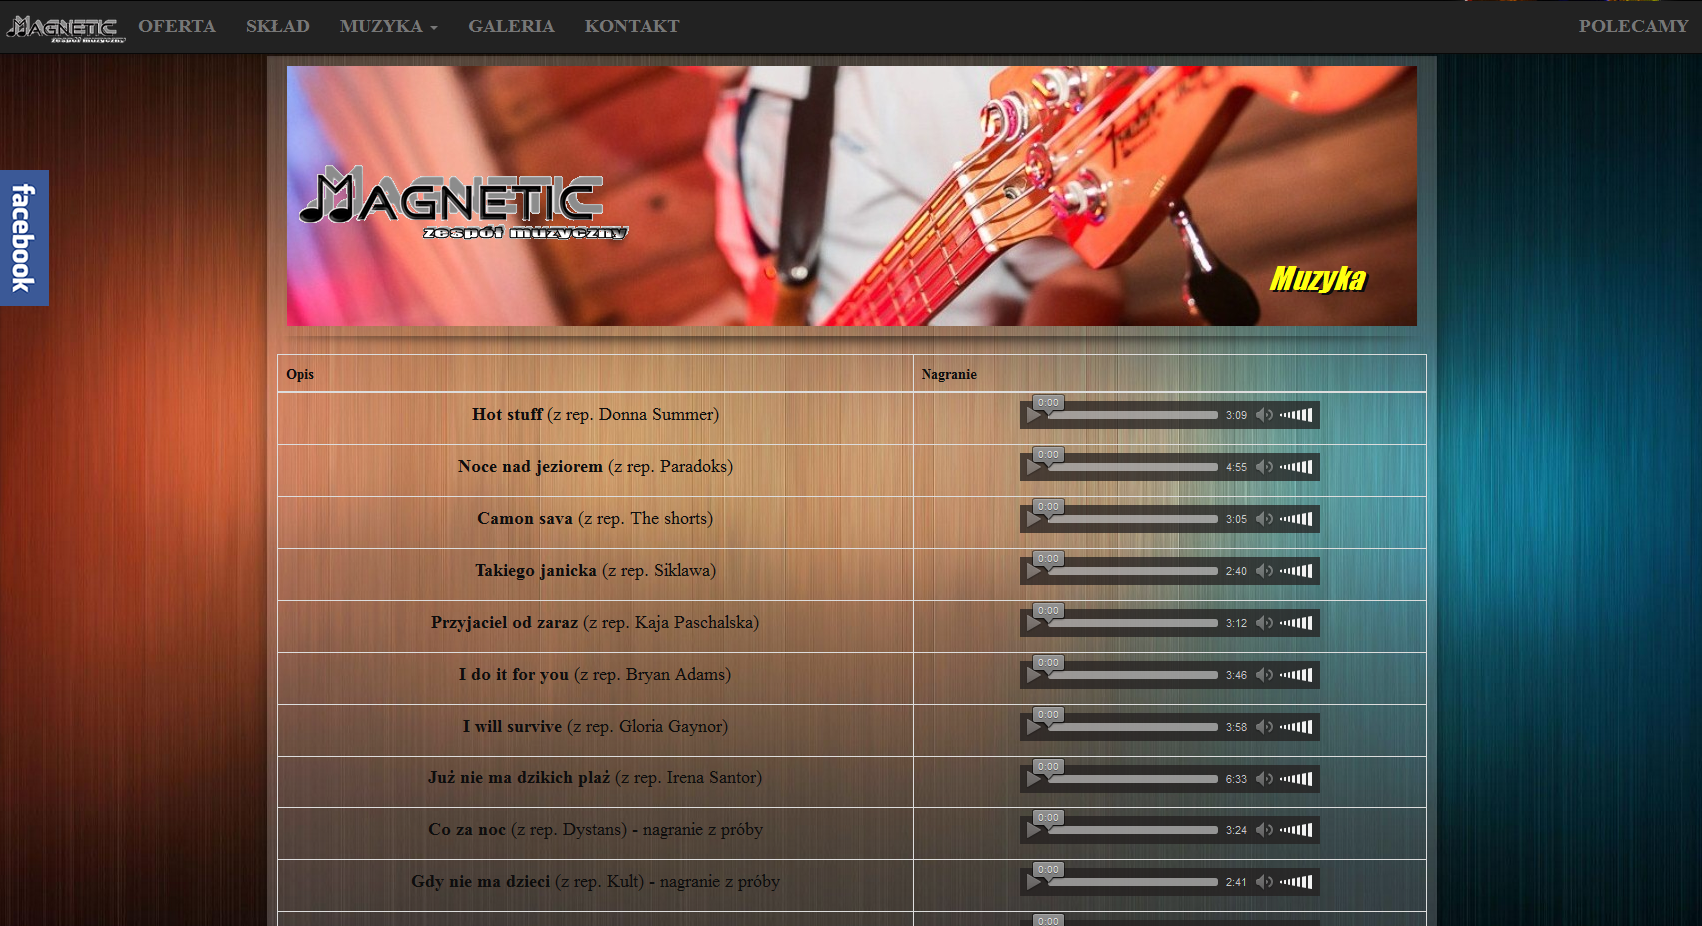 MAGNETIC
zespół muzyczny
OFERTA SKŁAD MUZYKA GALERIA KONTAKT POLECAMY
facebook
MAGNETIC
zespół muzyczny
Muzyka
Opis Nagranie
Hot stuff (z rep. Donna Summer) 0:00 3:09
Noce nad jeziorem (z rep. Paradoks) 0:00 4:55
Camon sava (z rep. The shorts) 0:00 3:05
Takiego janicka (z rep. Siklawa) 0:00 2:40
Przyjaciel od zaraz (z rep. Kaja Paschalska) 0:00 3:12
I do it for you (z rep. Bryan Adams) 0:00 3:46
I will survive (z rep. Gloria Gaynor) 0:00 3:58
Już nie ma dzikich plaż (z rep. Irena Santor) 0:00 6:33
Co za noc (z rep. Dystans) - nagranie z próby 0:00 3:24
Gdy nie ma dzieci (z rep. Kult) - nagranie z próby 0:00 2:41
0:00